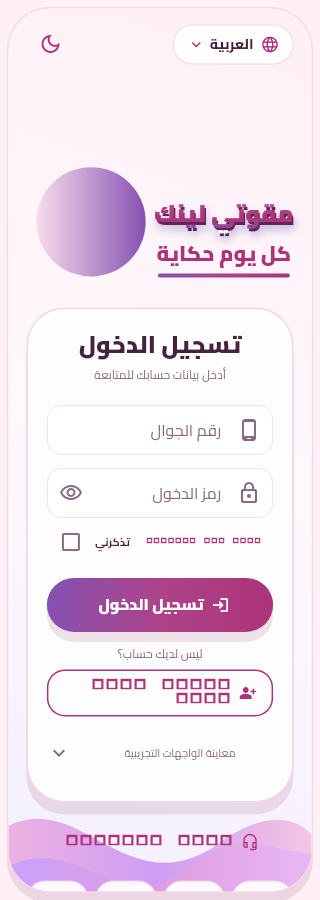 العربية
مقوتي لينك
كل يوم حكاية
تسجيل الدخول
أدخل بيانات حسابك للمتابعة
رقم الجوال
رمز الدخول
تذكرني
تسجيل الدخول
ليس لديك حساب؟
معاينة الواجهات التجريبية